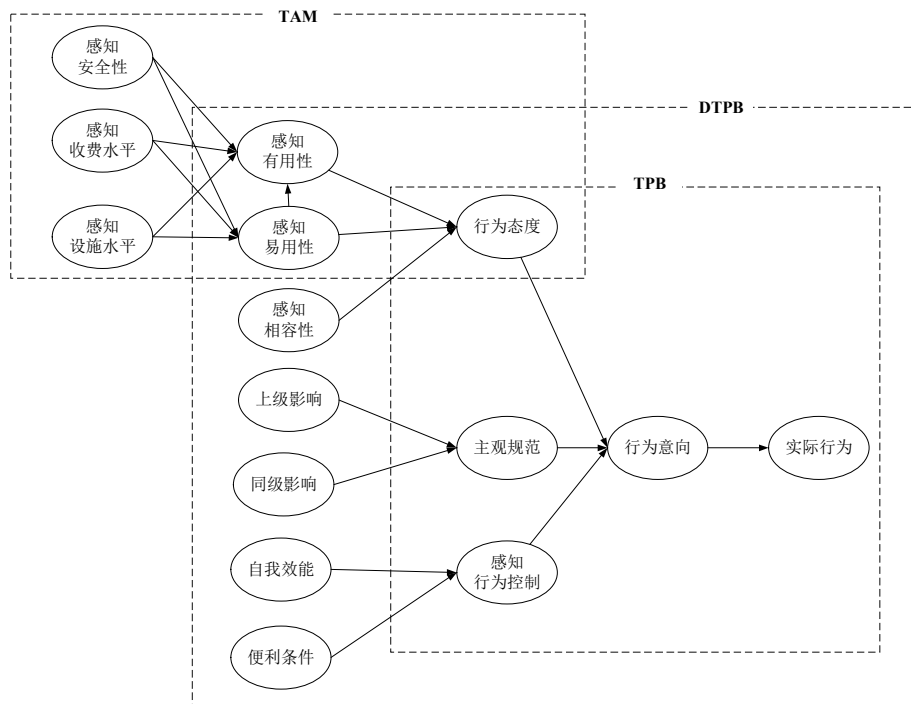 TAM
感知
安全性
DTPB
感知
收费水平
感知
有用性
TPB
感知
设施水平
感知
易用性
行为态度
感知
相容性
上级影响
主观规范
行为意向
实际行为
同级影响
自我效能
感知
行为控制
便利条件